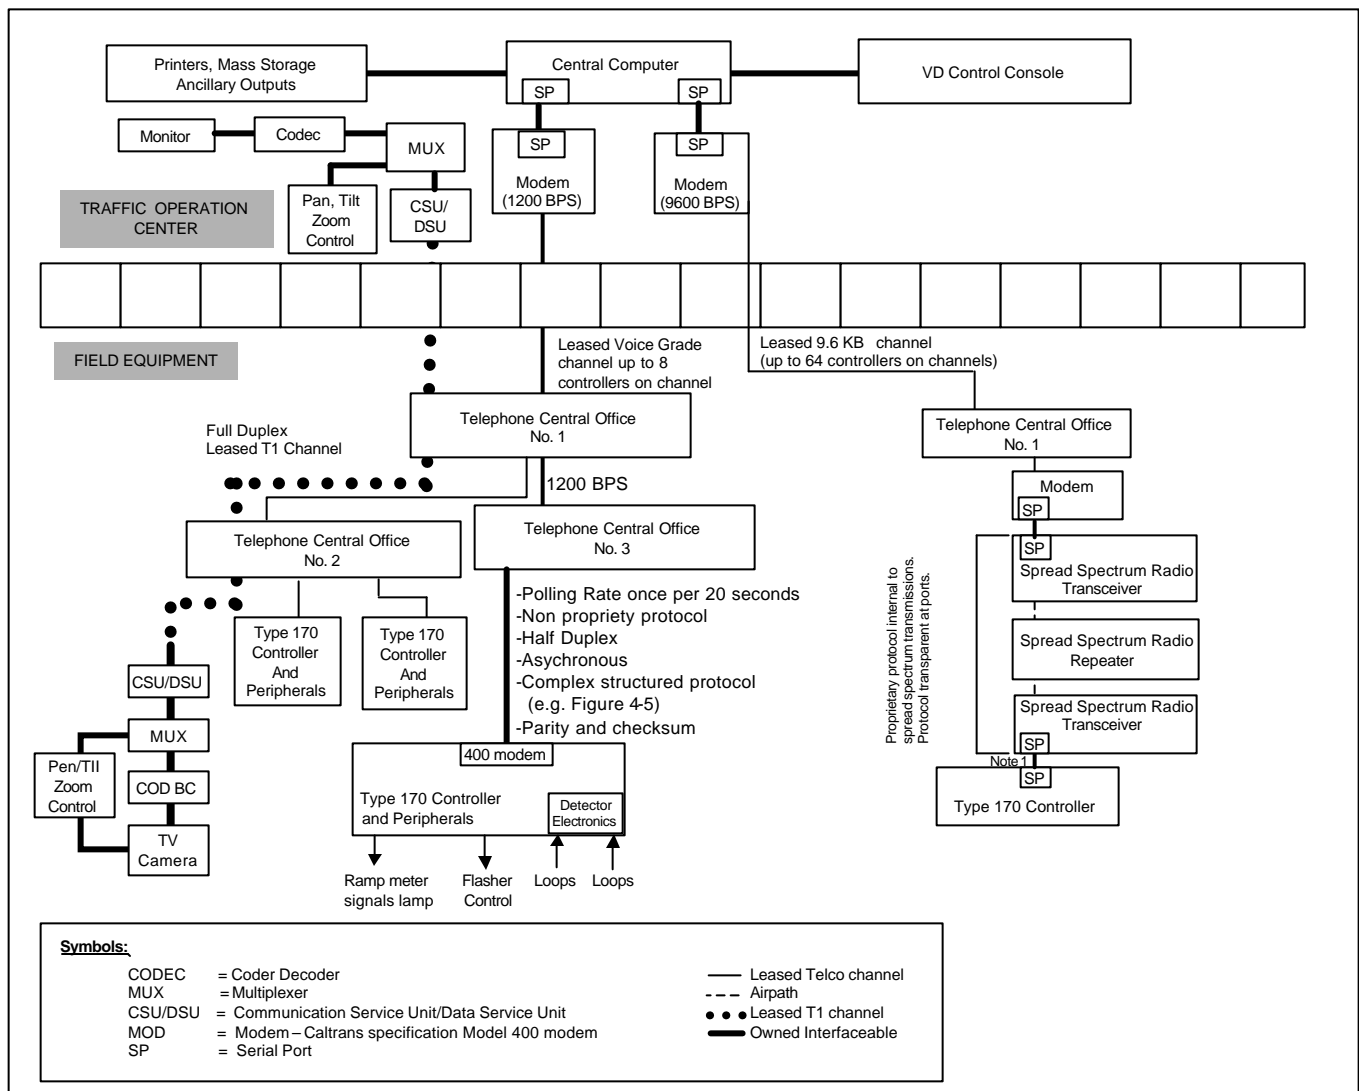 Printers, Mass Storage
Ancillary Outputs
Central Computer
SP
SP
VD Control Console
Monitor
Codec
MUX
SP
Modem
(1200 BPS)
SP
Modem
(9600 BPS)
TRAFFIC OPERATION
CENTER
Pan, Tilt
Zoom
Control
CSU/
DSU
FIELD EQUIPMENT
Leased Voice Grade
channel up to 8
controllers on channel
Leased 9.6 KB channel
(up to 64 controllers on channels)
Full Duplex
Leased T1 Channel
Telephone Central Office
No. 1
Telephone Central Office
No. 1
1200 BPS
Modem
SP
Telephone Central Office
No. 2
Telephone Central Office
No. 3
SP
Spread Spectrum Radio
Transceiver
Proprietary protocol internal to
spread spectrum transmissions.
Protocol transparent at ports.
Spread Spectrum Radio
Repeater
Spread Spectrum Radio
Transceiver
SP
Note 1
SP
Type 170 Controller
-Polling Rate once per 20 seconds
-Non propriety protocol
-Half Duplex
-Asychronous
-Complex structured protocol
(e.g. Figure 4-5)
-Parity and checksum
Type 170
Controller
And
Peripherals
Type 170
Controller
And
Peripherals
CSU/DSU
MUX
Pen/TII
Zoom
Control
COD BC
TV
Camera
400 modem
Type 170 Controller
and Peripherals
Detector
Electronics
Ramp meter
signals lamp
Flasher
Control
Loops
Loops
Symbols:
CODEC = Coder Decoder
MUX = Multiplexer
CSU/DSU = Communication Service Unit/Data Service Unit
MOD = Modem – Caltrans specification Model 400 modem
SP = Serial Port
Leased Telco channel
Airpath
Leased T1 channel
Owned Interfaceable